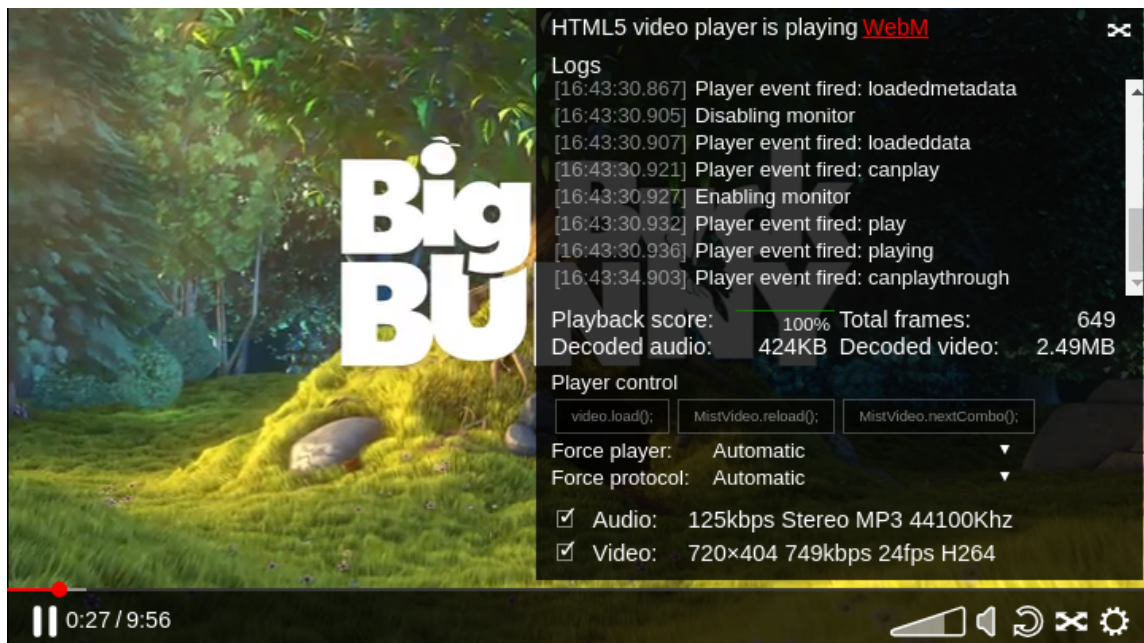 HTML5 video player is playing WebM
Logs
[16:43:30.867] Player event fired: loadedmetadata
[16:43:30.905] Disabling monitor
[16:43:30.907] Player event fired: loadeddata
[16:43:30.921] Player event fired: canplay
[16:43:30.927] Enabling monitor
[16:43:30.932] Player event fired: play
[16:43:30.936] Player event fired: playing
[16:43:34.903] Player event fired: canplaythrough
Playback score: 100% Total frames: 649
Decoded audio: 424KB Decoded video: 2.49MB
Player control
video.load(); MistVideo.reload(); MistVideo.nextCombo();
Force player: Automatic
Force protocol: Automatic
Audio: 125kbps Stereo MP3 44100Khz
Video: 720×404 749kbps 24fps H264
Big Buck
BUNNY
0:27 / 9:56